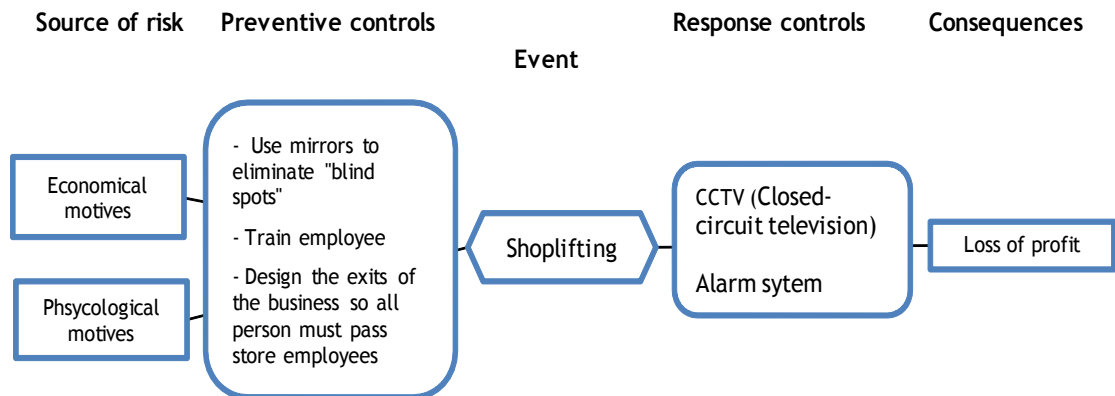 Source of risk
Preventive controls
Event
Response controls
Consequences
Economical
motives
Phsycological
motives
- Use mirrors to
eliminate "blind
spots"
- Train employee
- Design the exits of
the business so all
person must pass
store employees
Shoplifting
CCTV (Closed-
circuit television)
Alarm sytem
Loss of profit